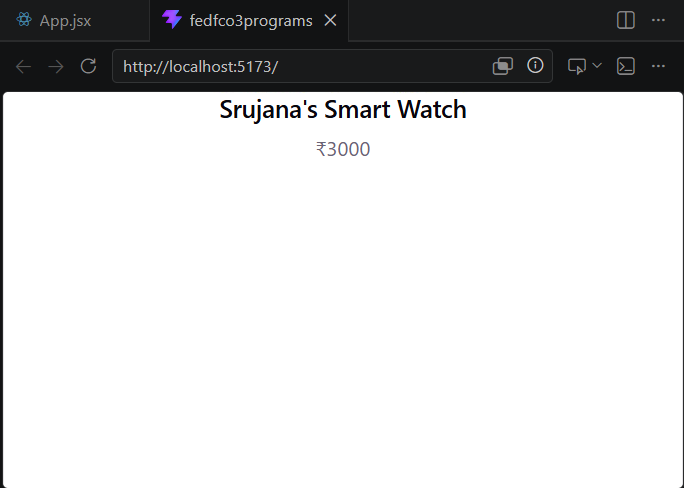 App.jsx
fedfco3programs
http://localhost:5173/
Srujana's Smart Watch
₹3000